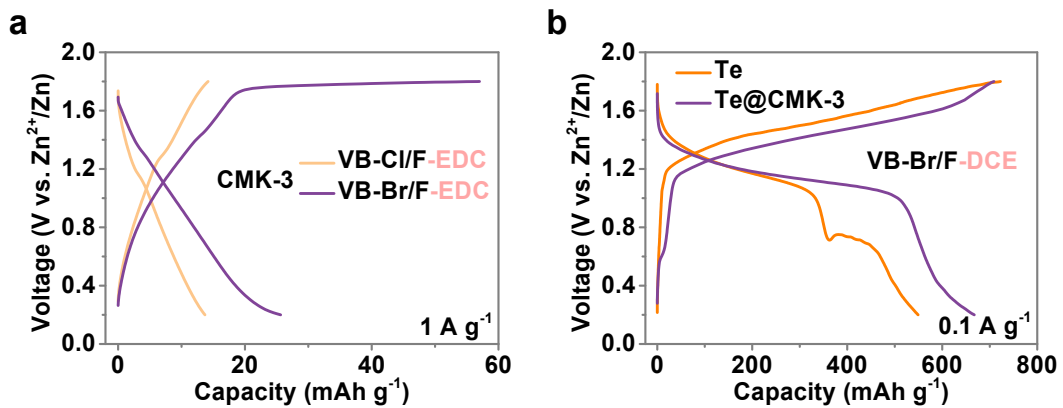 a
Voltage (V vs. Zn²⁺/Zn)
2.0
1.6
1.2
0.8
0.4
0.0
VB-Cl/F-EDC
CMK-3
VB-Br/F-EDC
1 A g⁻¹
0
20
40
60
Capacity (mAh g⁻¹)
b
Voltage (V vs. Zn²⁺/Zn)
2.0
1.6
1.2
0.8
0.4
0.0
Te
Te@CMK-3
VB-Br/F-DCE
0.1 A g⁻¹
0
200
400
600
800
Capacity (mAh g⁻¹)